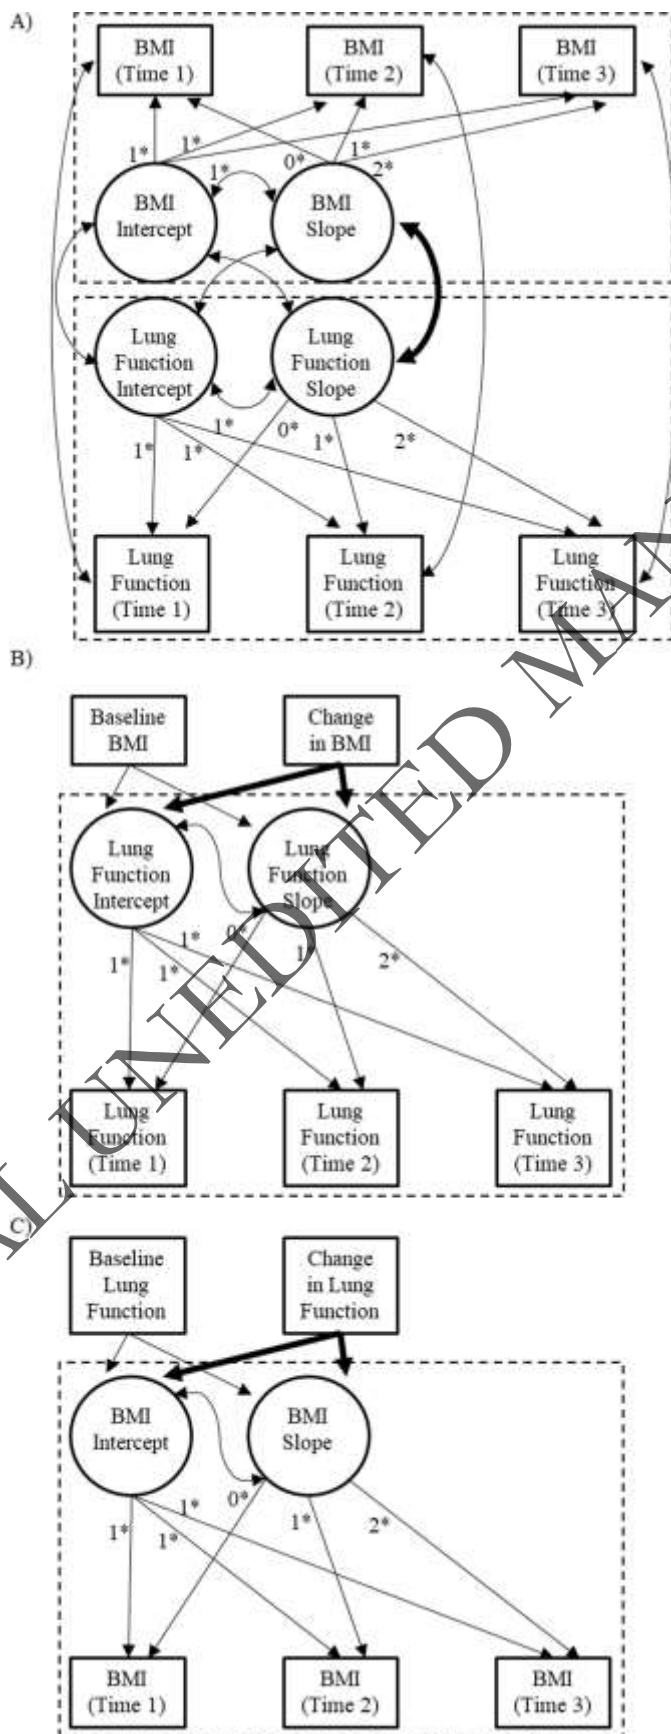 A)
BMI
(Time 1)
BMI
(Time 2)
BMI
(Time 3)
1*
1*
1*
0*
1*
2*
BMI
Intercept
BMI
Slope
Lung
Function
Intercept
Lung
Function
Slope
1*
1*
1*
0*
1*
2*
Lung
Function
(Time 1)
Lung
Function
(Time 2)
Lung
Function
(Time 3)
B)
Baseline
BMI
Change
in BMI
Lung
Function
Intercept
Lung
Function
Slope
1*
1*
1*
0*
1*
2*
Lung
Function
(Time 1)
Lung
Function
(Time 2)
Lung
Function
(Time 3)
C)
Baseline
Lung
Function
Change
in Lung
Function
BMI
Intercept
BMI
Slope
1*
1*
1*
0*
1*
2*
BMI
(Time 1)
BMI
(Time 2)
BMI
(Time 3)
UNEDITED